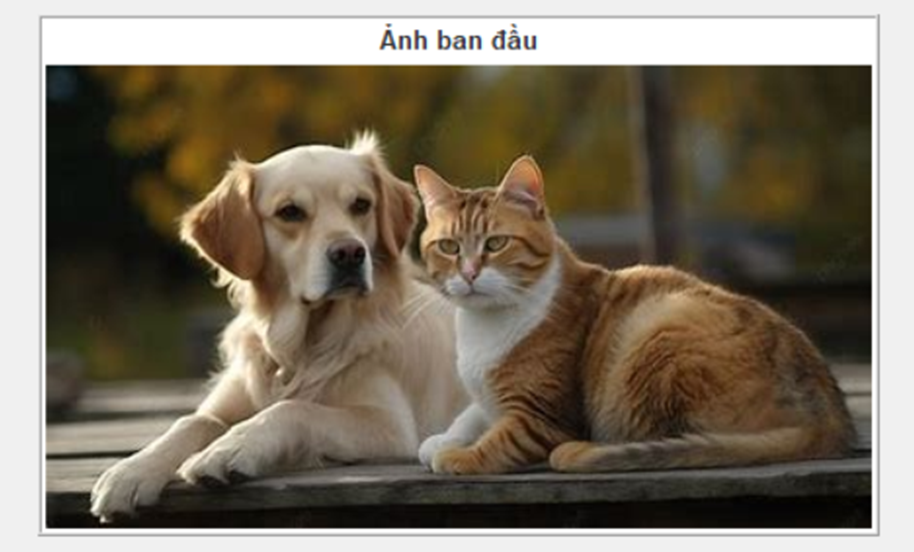 Ảnh ban đầu